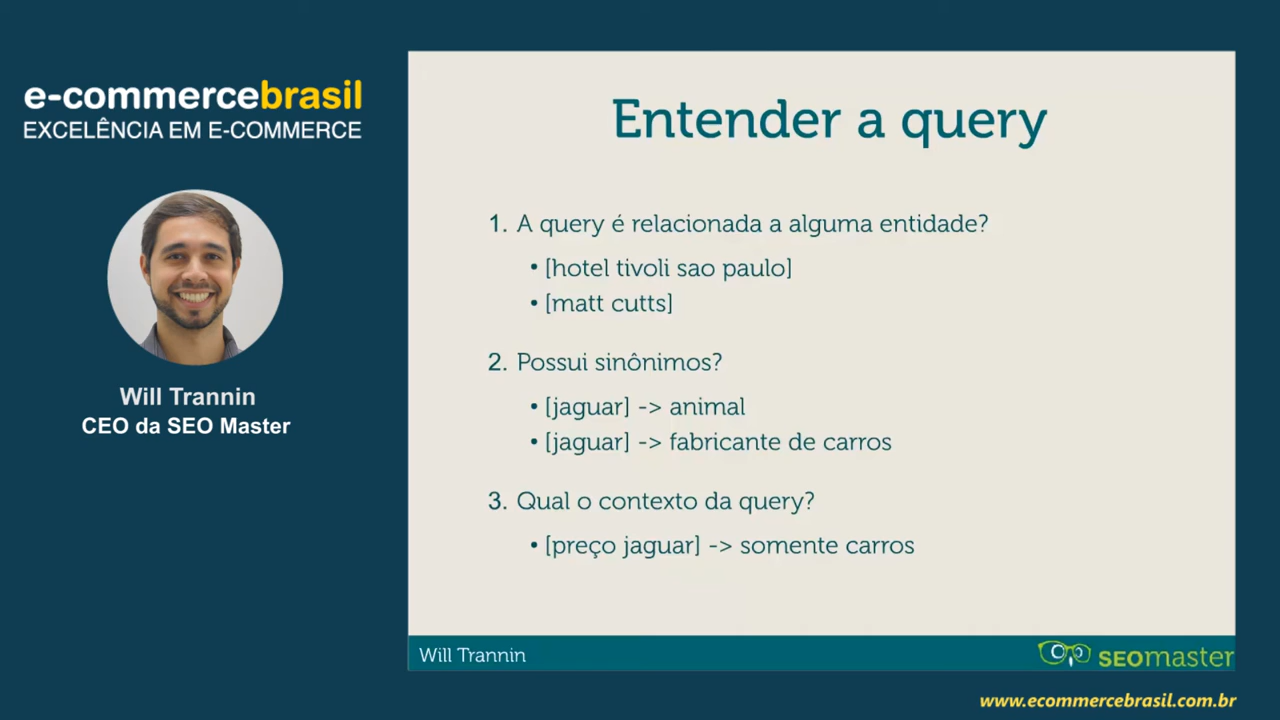 e-commercebrasil
EXCELÊNCIA EM E-COMMERCE
Will Trannin
CEO da SEO Master
Entender a query
1. A query é relacionada a alguma entidade?
• [hotel tivoli sao paulo]
• [matt cutts]
2. Possui sinônimos?
• [jaguar] -> animal
• [jaguar] -> fabricante de carros
3. Qual o contexto da query?
• [preço jaguar] -> somente carros
Will Trannin
SEOmaster
www.ecommercebrasil.com.br